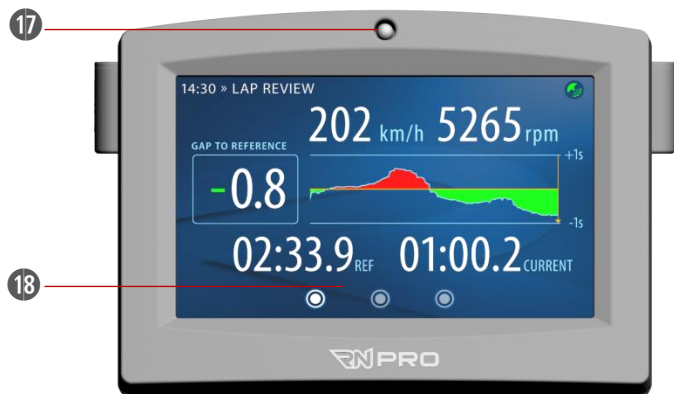 17
14:30 » LAP REVIEW
202 km/h 5265 rpm
GAP TO REFERENCE
+1s
-0.8
-1s
02:33.9 REF 01:00.2 CURRENT
18
RN PRO